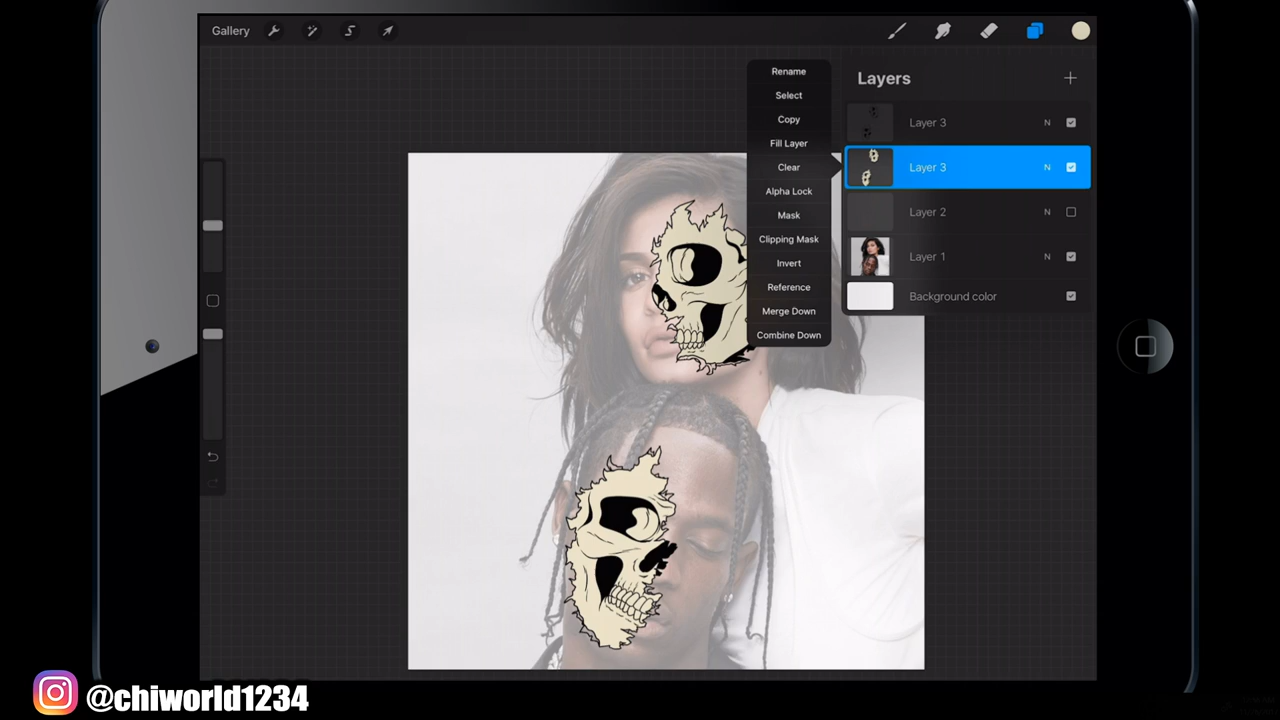 Gallery
Rename
Select
Copy
Fill Layer
Clear
Alpha Lock
Mask
Clipping Mask
Invert
Reference
Merge Down
Combine Down
Layers
Layer 3 N
Layer 3 N
Layer 2 N
Layer 1 N
Background color
@chiworld1234